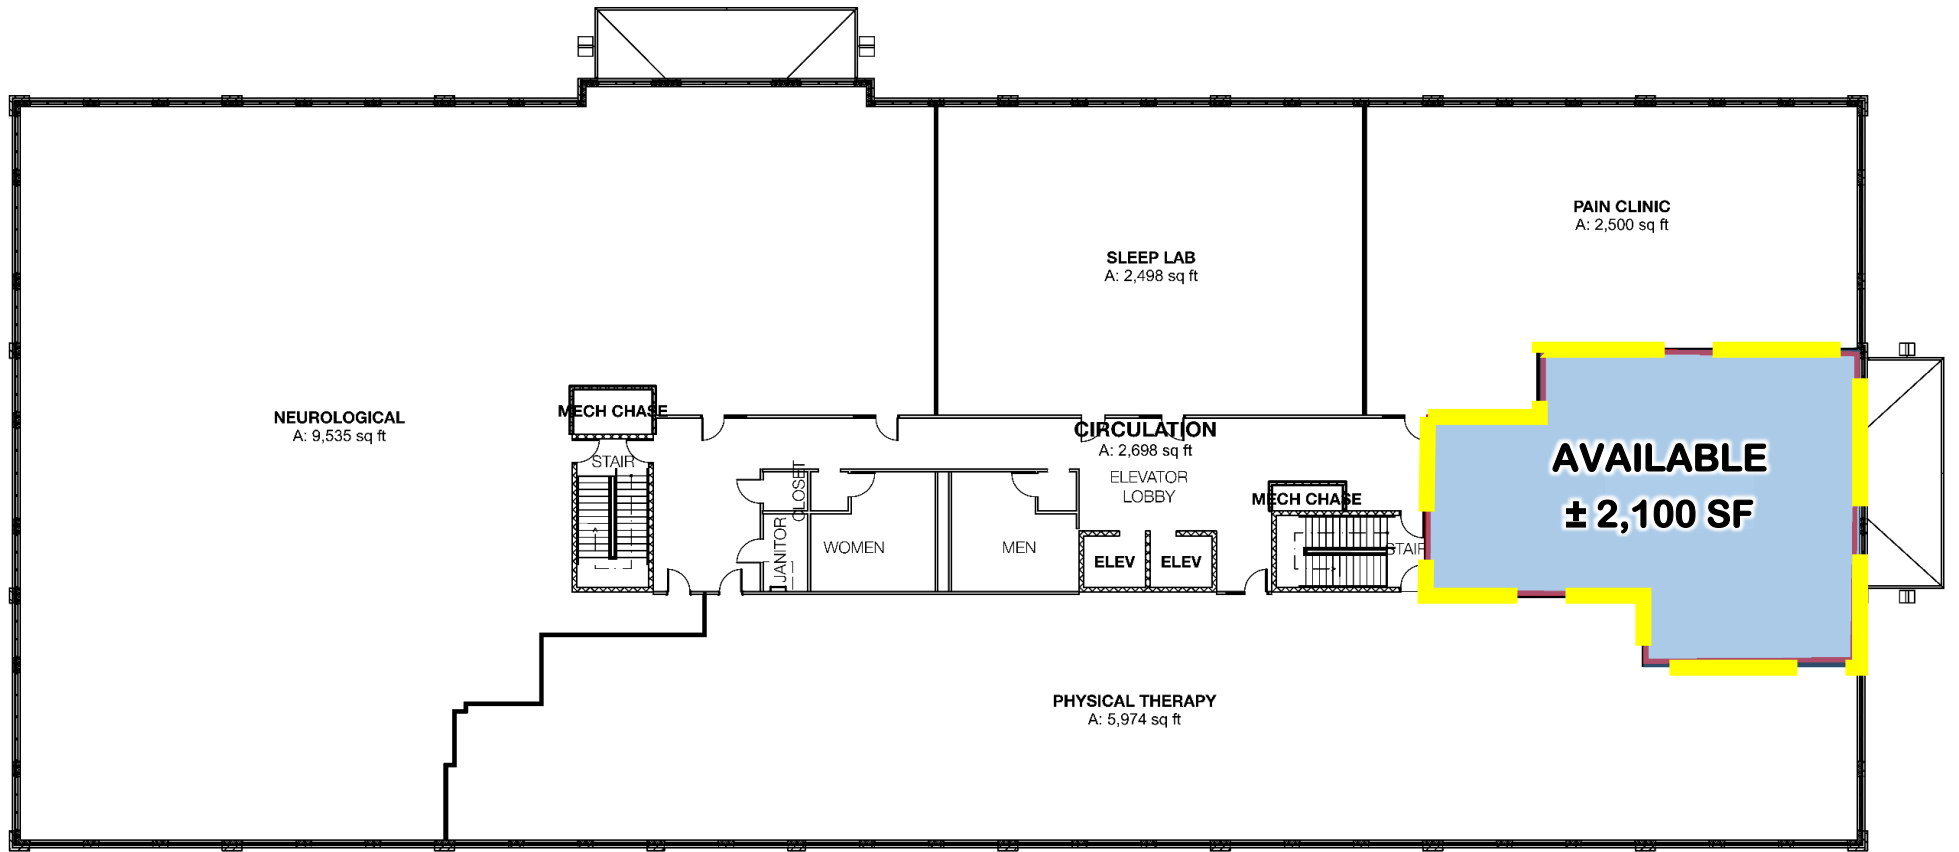 PAIN CLINIC
A: 2,500 sq ft
SLEEP LAB
A: 2,498 sq ft
NEUROLOGICAL
A: 9,535 sq ft
MECH CHASE
STAIR
CIRCULATION
A: 2,698 sq ft
ELEVATOR
LOBBY
CLOSET
JANITOR
WOMEN
MEN
ELEV
ELEV
MECH CHASE
STAIR
AVAILABLE
± 2,100 SF
PHYSICAL THERAPY
A: 5,974 sq ft